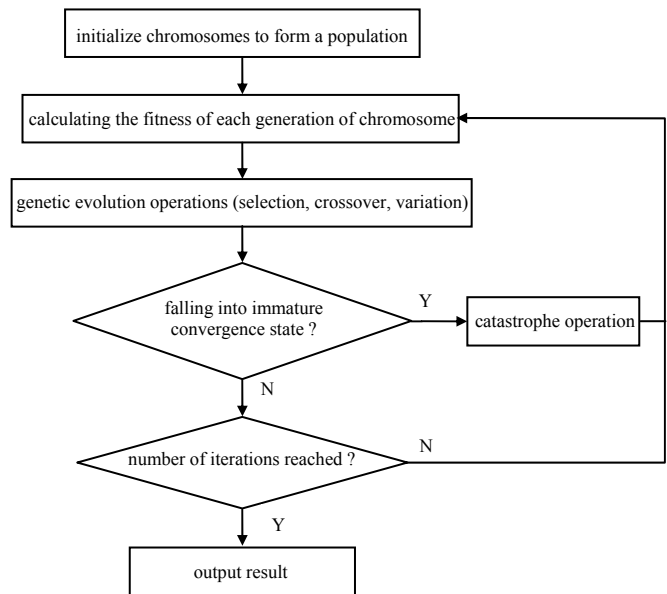 initialize chromosomes to form a population
calculating the fitness of each generation of chromosome
genetic evolution operations (selection, crossover, variation)
falling into immature
convergence state ?
Y
catastrophe operation
N
number of iterations reached ?
N
Y
output result